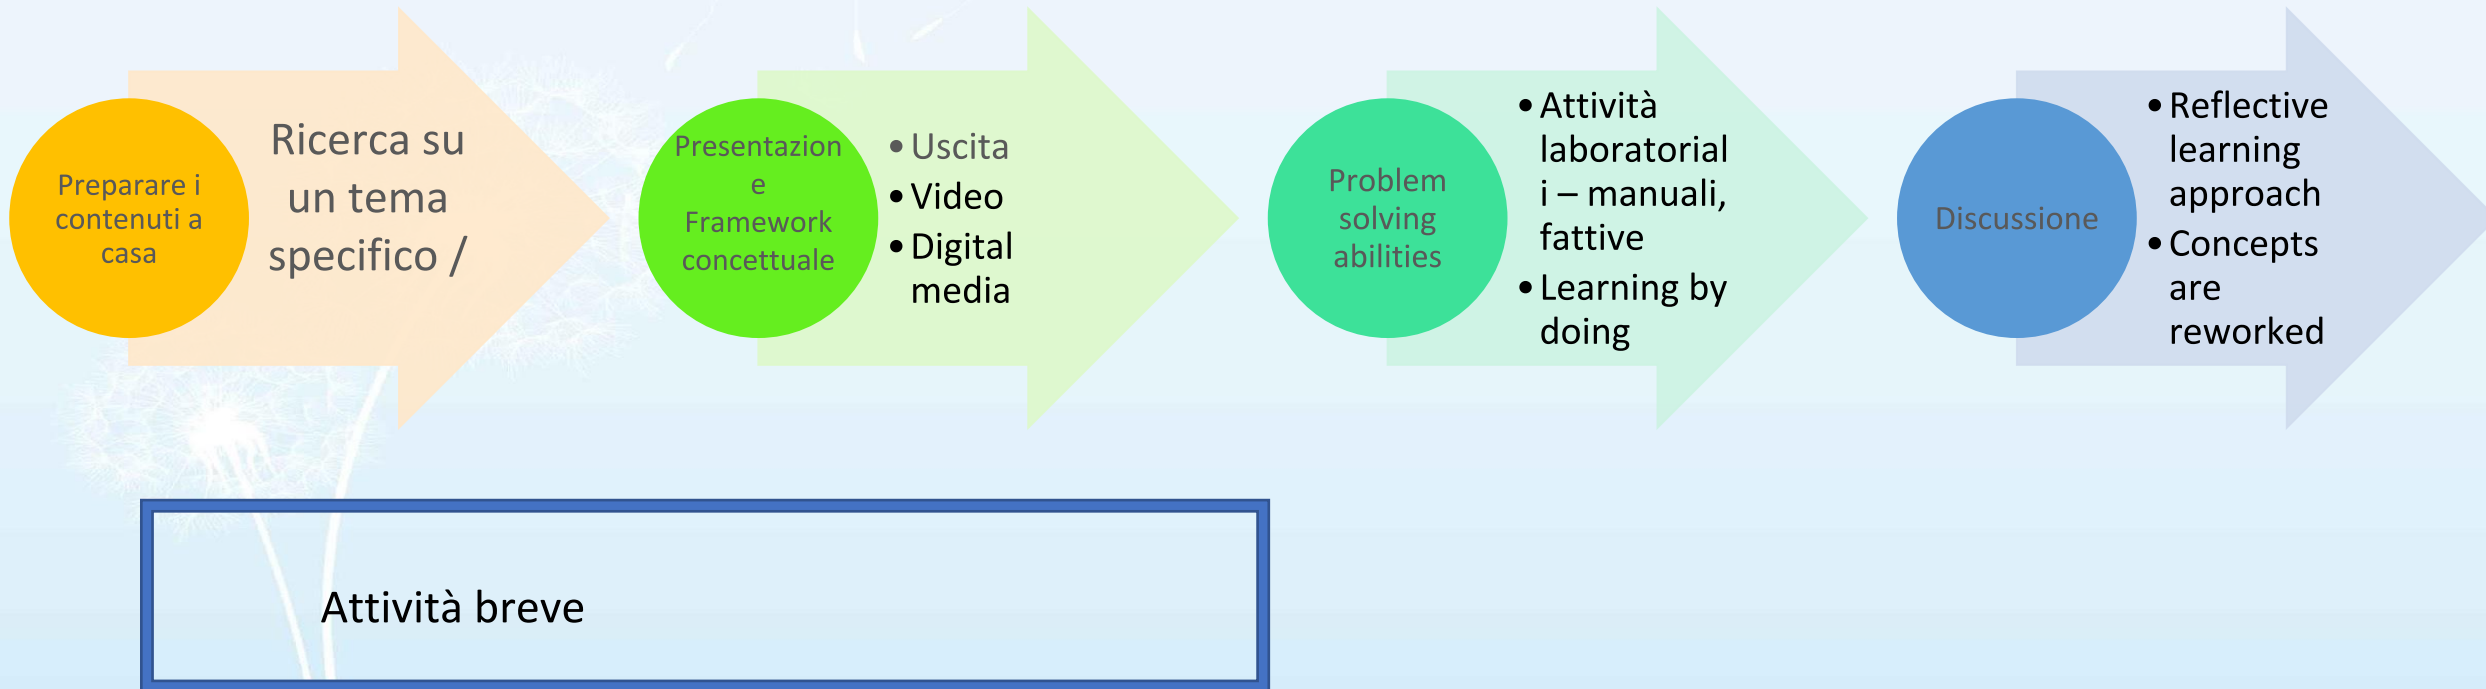 Preparare i
contenuti a
casa
Ricerca su
un tema
specifico /
Presentazion
e
Framework
concettuale
•Uscita
•Video
•Digital
media
Problem
solving
abilities
•Attività
laboratorial
i – manuali,
fattive
•Learning by
doing
Discussione
•Reflective
learning
approach
•Concepts
are
reworked
Attività breve